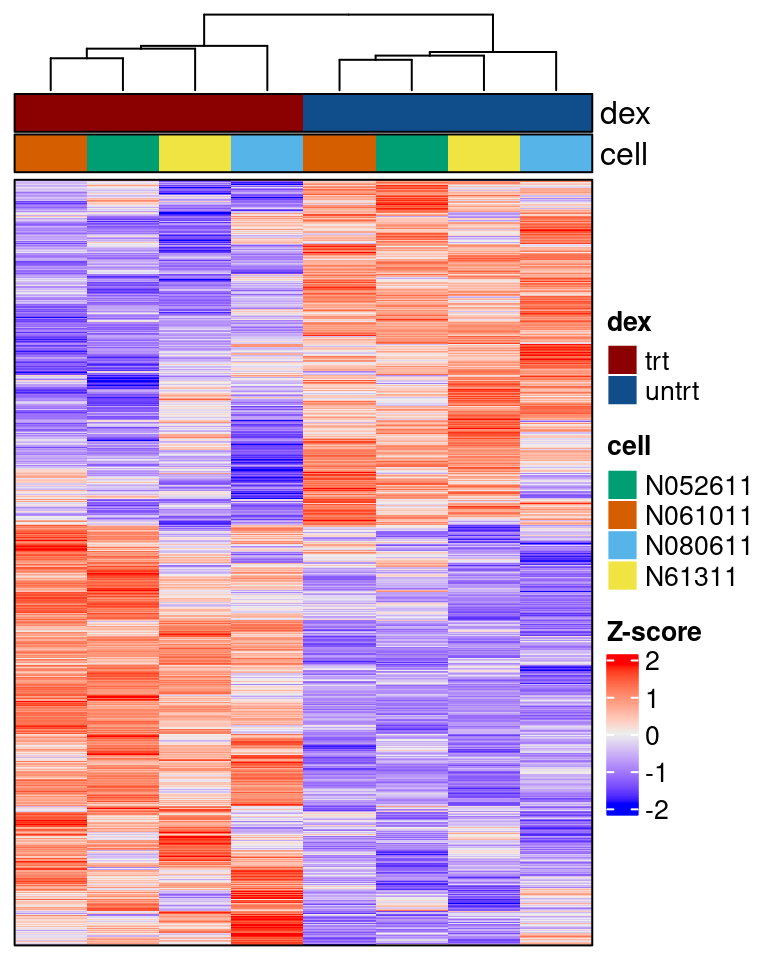 dex
cell
dex
trt
untrt
cell
N052611
N061011
N080611
N61311
Z-score
2
1
0
-1
-2